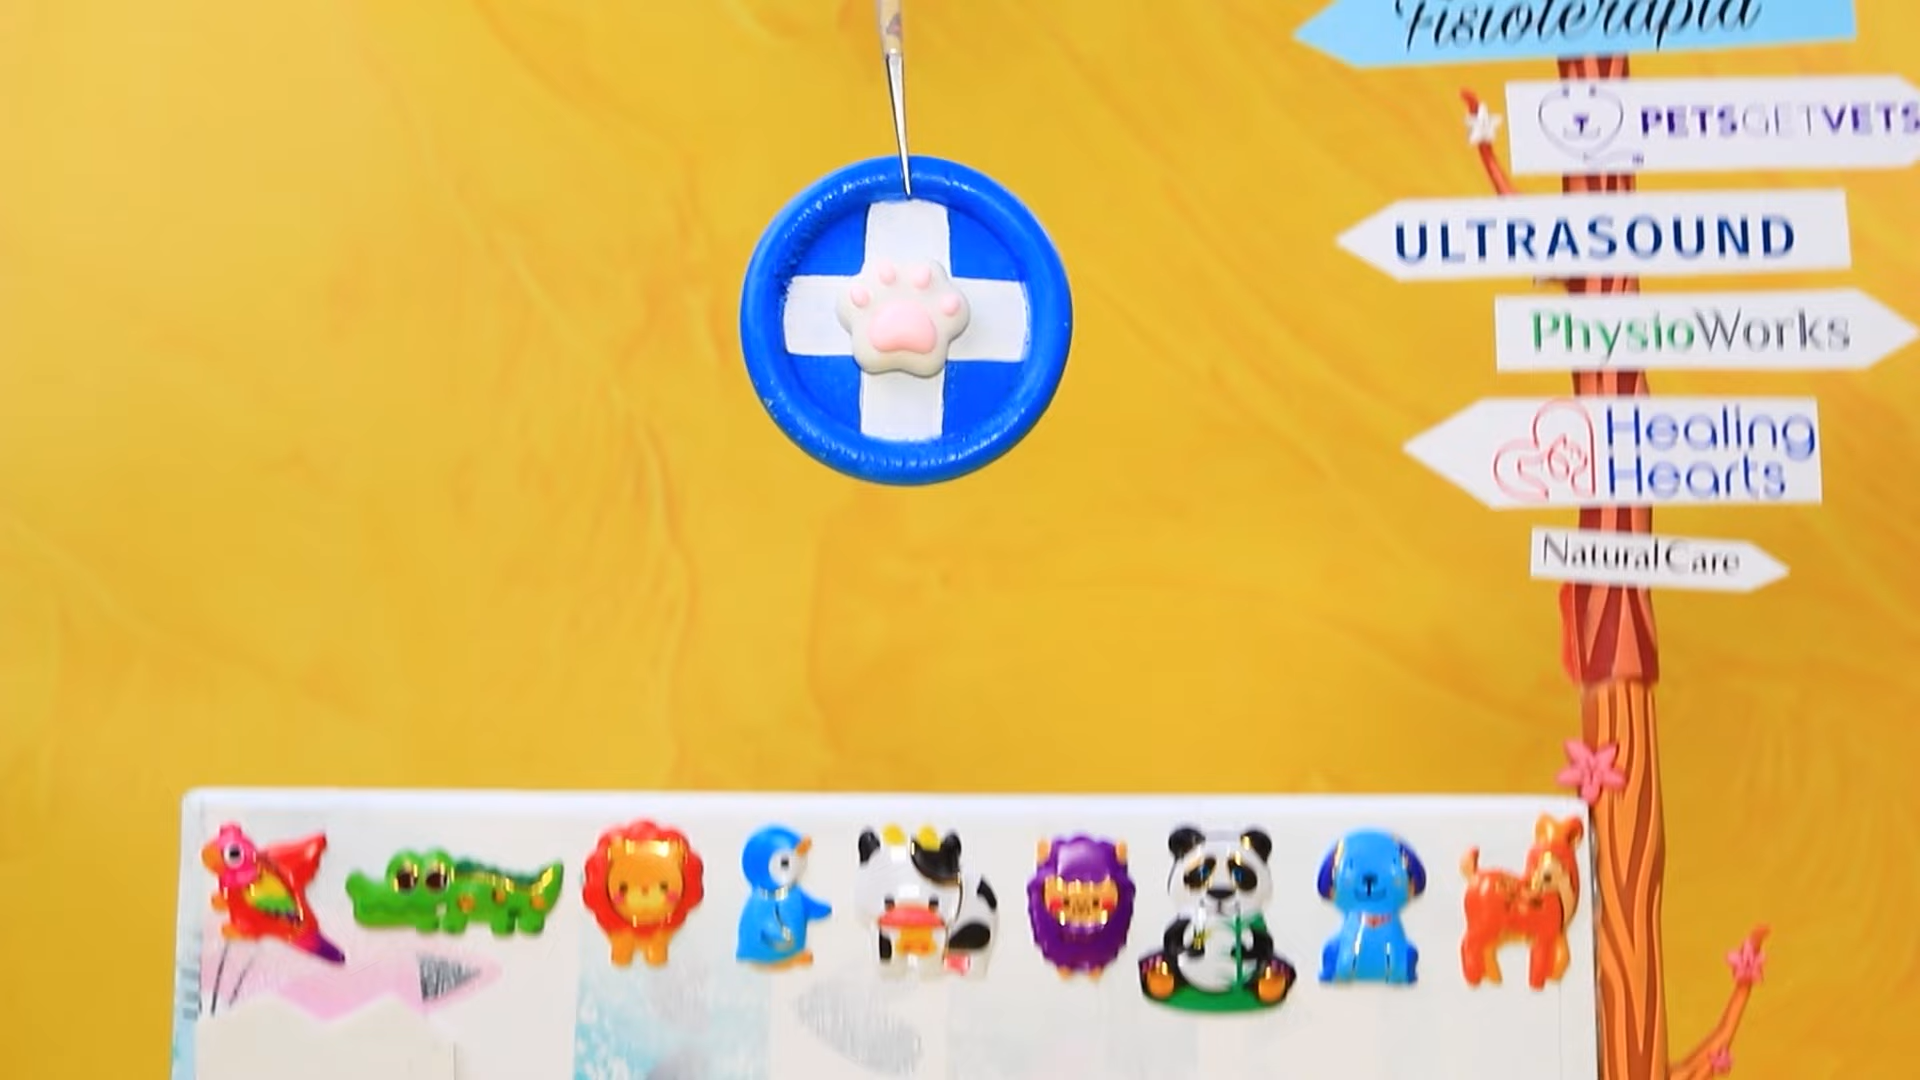 Fisioterapia
PETSGETVETS
ULTRASOUND
PhysioWorks
Healing
Hearts
NaturalCare